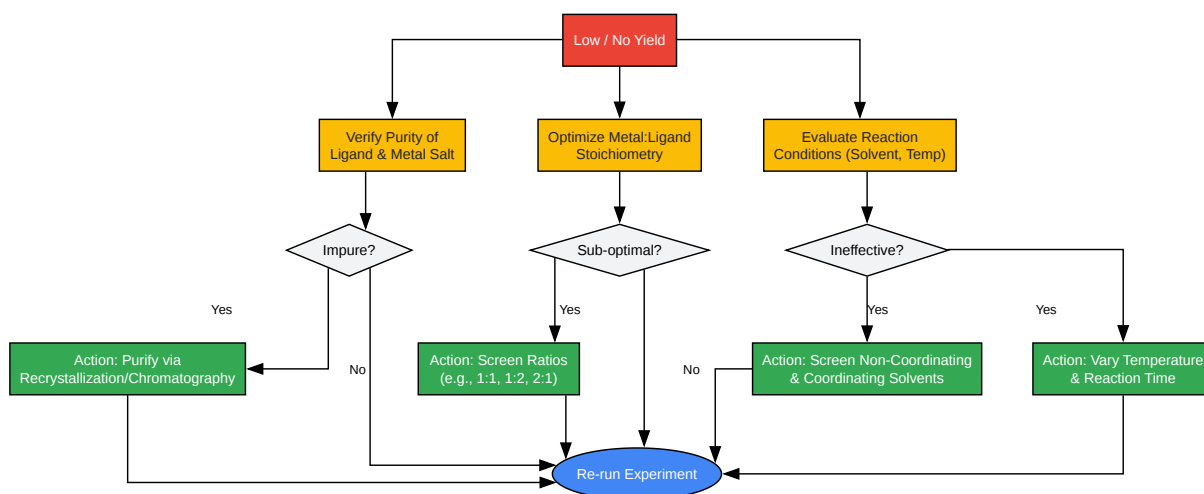 Low / No Yield
Verify Purity of
Ligand & Metal Salt
Optimize Metal:Ligand
Stoichiometry
Evaluate Reaction
Conditions (Solvent, Temp)
Impure?
Sub-optimal?
Ineffective?
Yes
Yes
Yes
Yes
Action: Purify via
Recrystallization/Chromatography
No
Action: Screen Ratios
(e.g., 1:1, 1:2, 2:1)
No
Action: Screen Non-Coordinating
& Coordinating Solvents
Action: Vary Temperature
& Reaction Time
Re-run Experiment